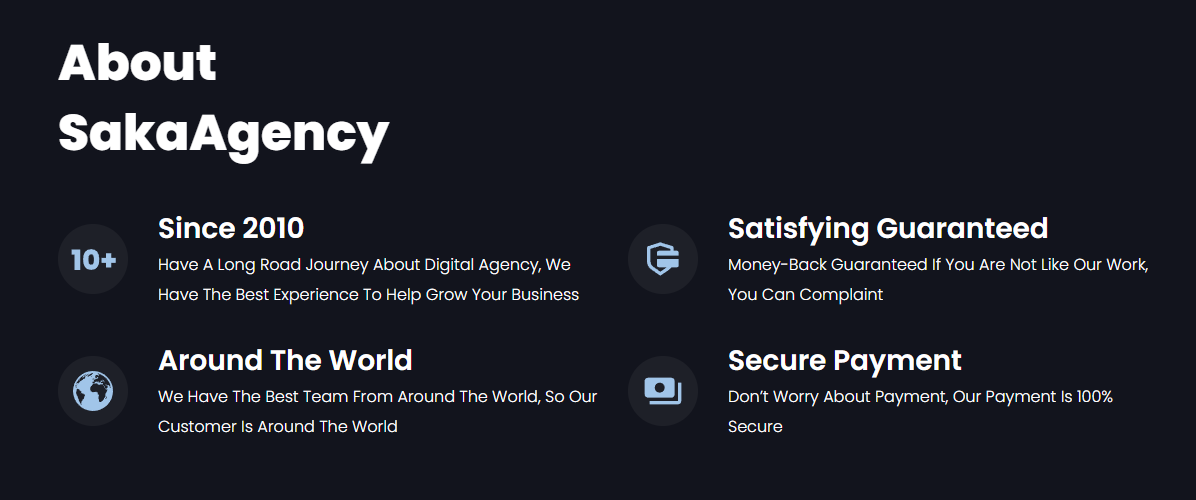 About
SakaAgency
10+
Since 2010
Have A Long Road Journey About Digital Agency, We
Have The Best Experience To Help Grow Your Business
Satisfying Guaranteed
Money-Back Guaranteed If You Are Not Like Our Work,
You Can Complaint
Around The World
We Have The Best Team From Around The World, So Our
Customer Is Around The World
Secure Payment
Don’t Worry About Payment, Our Payment Is 100%
Secure